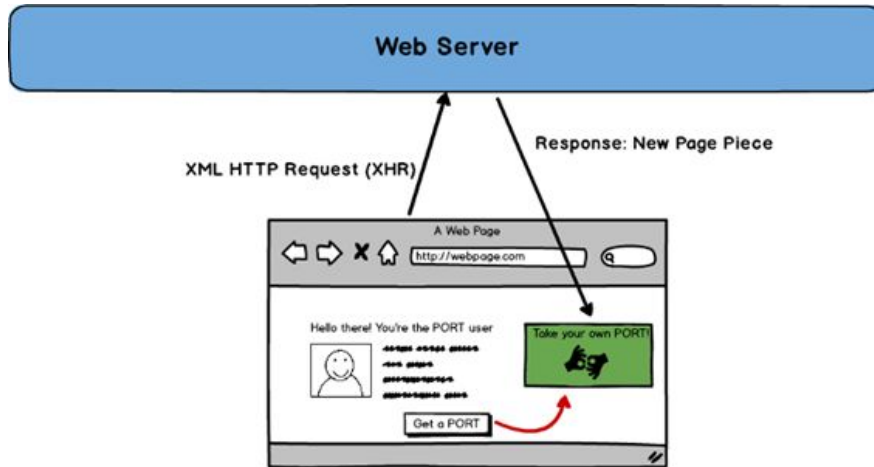 Web Server
XML HTTP Request (XHR)
Response: New Page Piece
A Web Page
http://webpage.com
Hello there! You're the PORT user
Take your own PORT!
Get a PORT